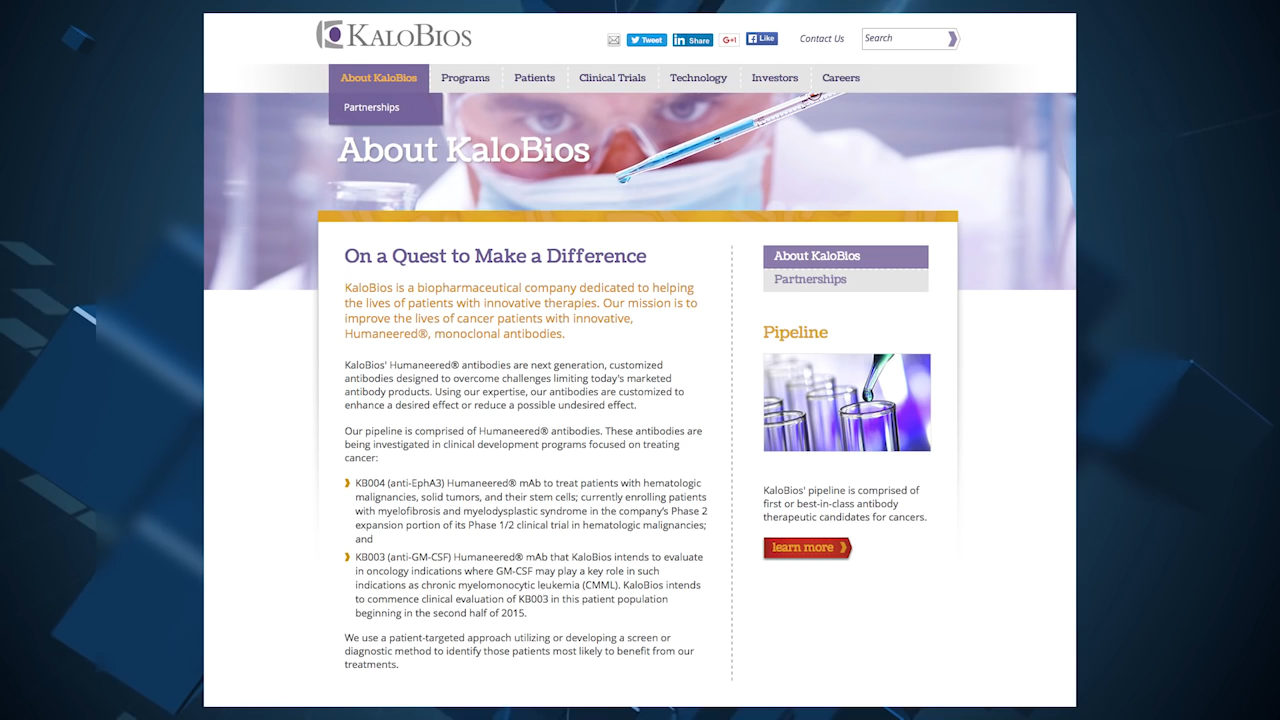 KALOBIOS
Tweet
Share
G+1
Like
Contact Us
Search
About KaloBios
Programs
Patients
Clinical Trials
Technology
Investors
Careers
Partnerships
About KaloBios
On a Quest to Make a Difference
KaloBios is a biopharmaceutical company dedicated to helping
the lives of patients with innovative therapies. Our mission is to
improve the lives of cancer patients with innovative,
Humaneered®, monoclonal antibodies.
KaloBios' Humaneered® antibodies are next generation, customized
antibodies designed to overcome challenges limiting today's marketed
antibody products. Using our expertise, our antibodies are customized to
enhance a desired effect or reduce a possible undesired effect.
Our pipeline is comprised of Humaneered® antibodies. These antibodies are
being investigated in clinical development programs focused on treating
cancer:
KB004 (anti-EphA3) Humaneered® mAb to treat patients with hematologic
malignancies, solid tumors, and their stem cells; currently enrolling patients
with myelofibrosis and myelodysplastic syndrome in the company's Phase 2
expansion portion of its Phase 1/2 clinical trial in hematologic malignancies;
and
KB003 (anti-GM-CSF) Humaneered® mAb that KaloBios intends to evaluate
in oncology indications where GM-CSF may play a key role in such
indications as chronic myelomonocytic leukemia (CMML). KaloBios intends
to commence clinical evaluation of KB003 in this patient population
beginning in the second half of 2015.
We use a patient-targeted approach utilizing or developing a screen or
diagnostic method to identify those patients most likely to benefit from our
treatments.
About KaloBios
Partnerships
Pipeline
KaloBios' pipeline is comprised of
first or best-in-class antibody
therapeutic candidates for cancers.
learn more